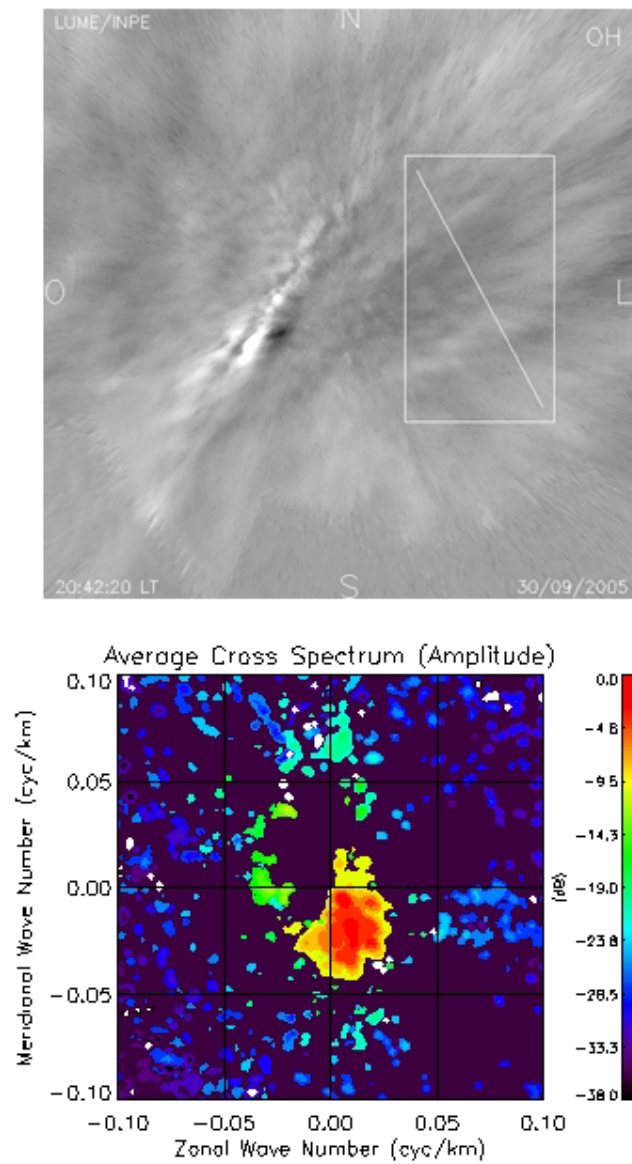 LUME/INPE
N
OH
O
L
20:42:20 LT
S
30/09/2005
Average Cross Spectrum (Amplitude)
0.10
0.05
0.00
-0.05
-0.10
Meridional Wave Number (cyc/km)
-0.10
-0.05
0.00
0.05
0.10
Zonal Wave Number (cyc/km)
0.0
-4.8
-9.5
-14.3
-19.0
-23.8
-28.5
-33.3
-38.0
(dB)